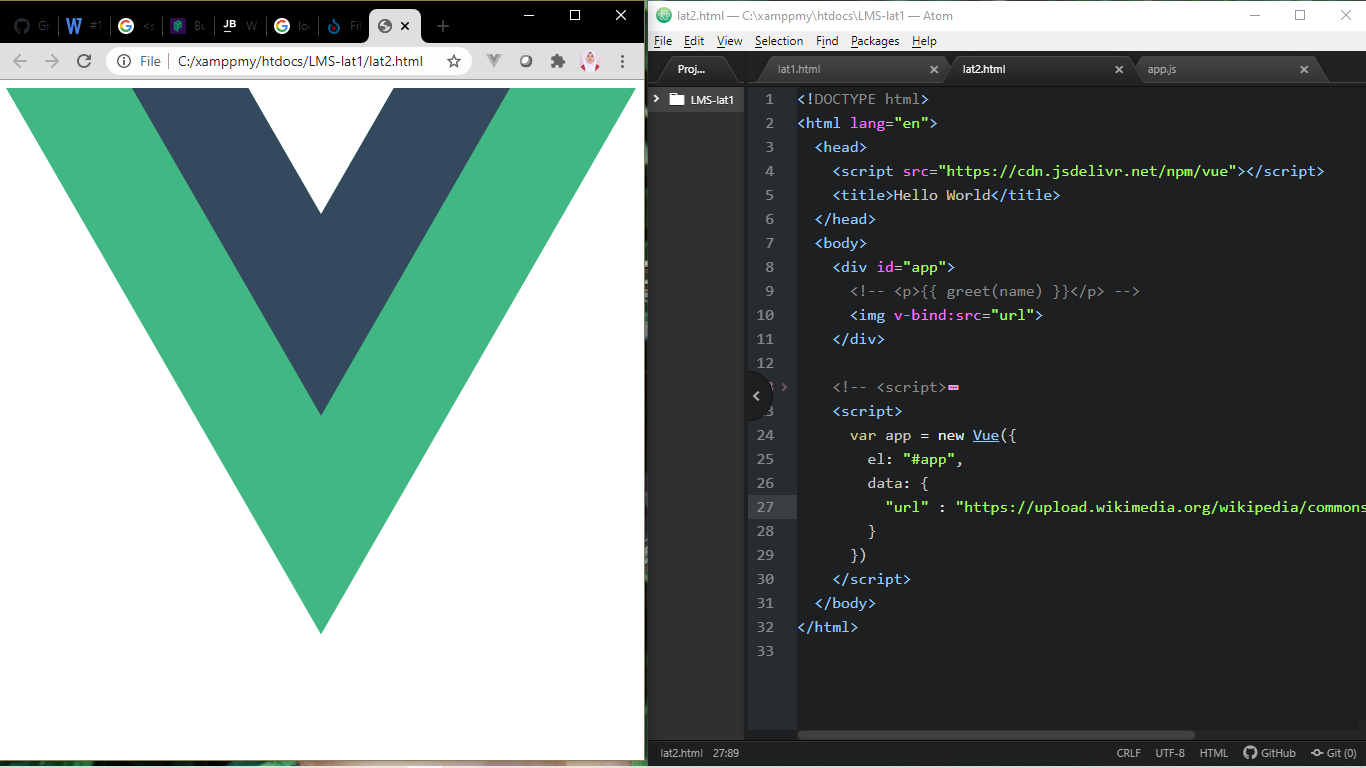 #1
<s
Bu
JB W
lo
Fil
File C:/xamppmy/htdocs/LMS-lat1/lat2.html
lat2.html — C:\xamppmy\htdocs\LMS-lat1 — Atom
File Edit View Selection Find Packages Help
Proj... lat1.html lat2.html app.js
LMS-lat1
1 <!DOCTYPE html>
2 <html lang="en">
3 <head>
4 <script src="https://cdn.jsdelivr.net/npm/vue"></script>
5 <title>Hello World</title>
6 </head>
7 <body>
8 <div id="app">
9 <!-- <p>{{ greet(name) }}</p> -->
10 <img v-bind:src="url">
11 </div>
12
<!-- <script>
<script>
24 var app = new Vue({
25 el: "#app",
26 data: {
27 "url" : "https://upload.wikimedia.org/wikipedia/commons
28 }
29 })
30 </script>
31 </body>
32 </html>
33
lat2.html 27:89 CRLF UTF-8 HTML GitHub Git (0)